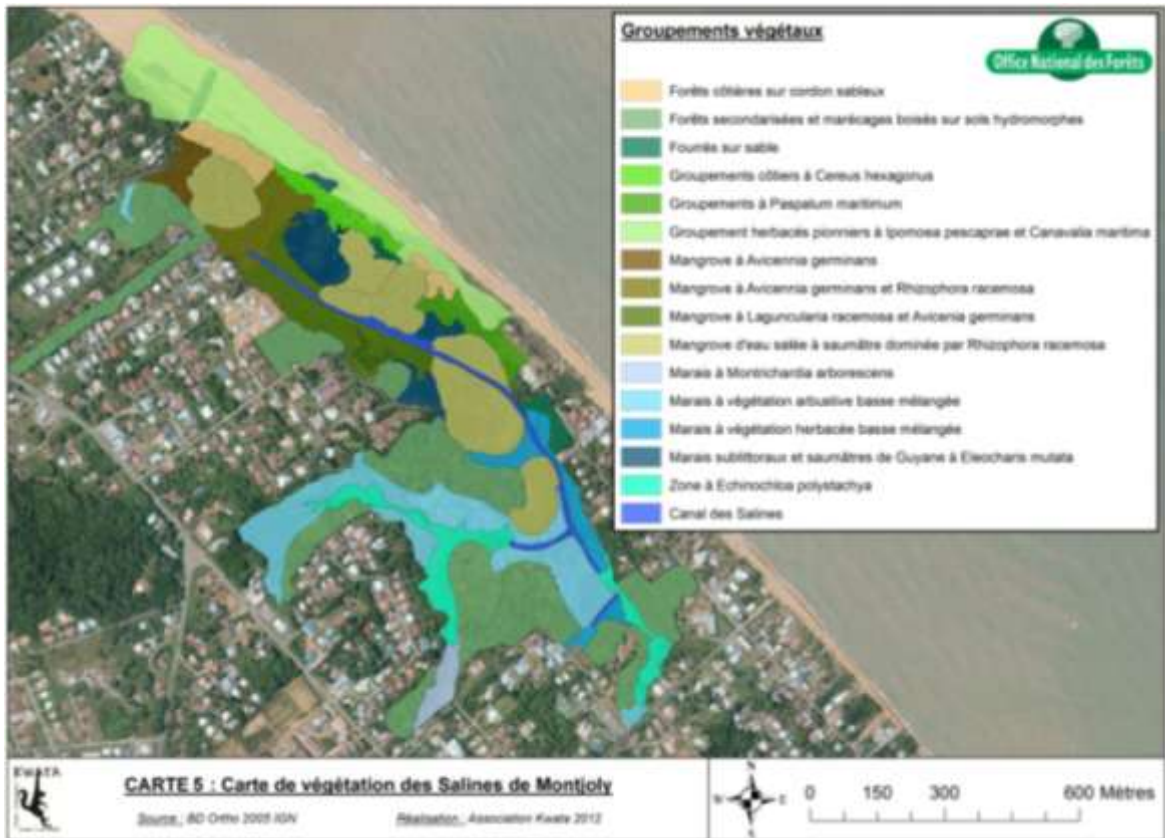 Groupements végétaux
Office National des Forêts
Forêts côtières sur cordon sableux
Forêts secondarisées et marécages boisés sur sols hydromorphes
Fourrés sur sable
Groupements côtiers à Cereus hexagonus
Groupements à Paspalum maritimum
Groupement herbacés pionniers à Ipomosa pescaprae et Canavalia maritima
Mangrove à Avicennia germinans
Mangrove à Avicennia germinans et Rhizophora racemosa
Mangrove à Laguncularia racemosa et Avicenia germinans
Mangrove d'eau salée à saumâtre dominée par Rhizophora racemosa
Marais à Montrichardia arborescens
Marais à végétation arbustive basse mélangée
Marais à végétation herbacée basse mélangée
Marais sublittoraux et saumâtres de Guyane à Eleocharis mutata
Zone à Echinochloa polystachya
Canal des Salines
KWATA
CARTE 5 : Carte de végétation des Salines de Montjoly
Source : BD Ortho 2005 IGN
Réalisation : Association Kwata 2012
N
W E
S
0 150 300 600 Mètres